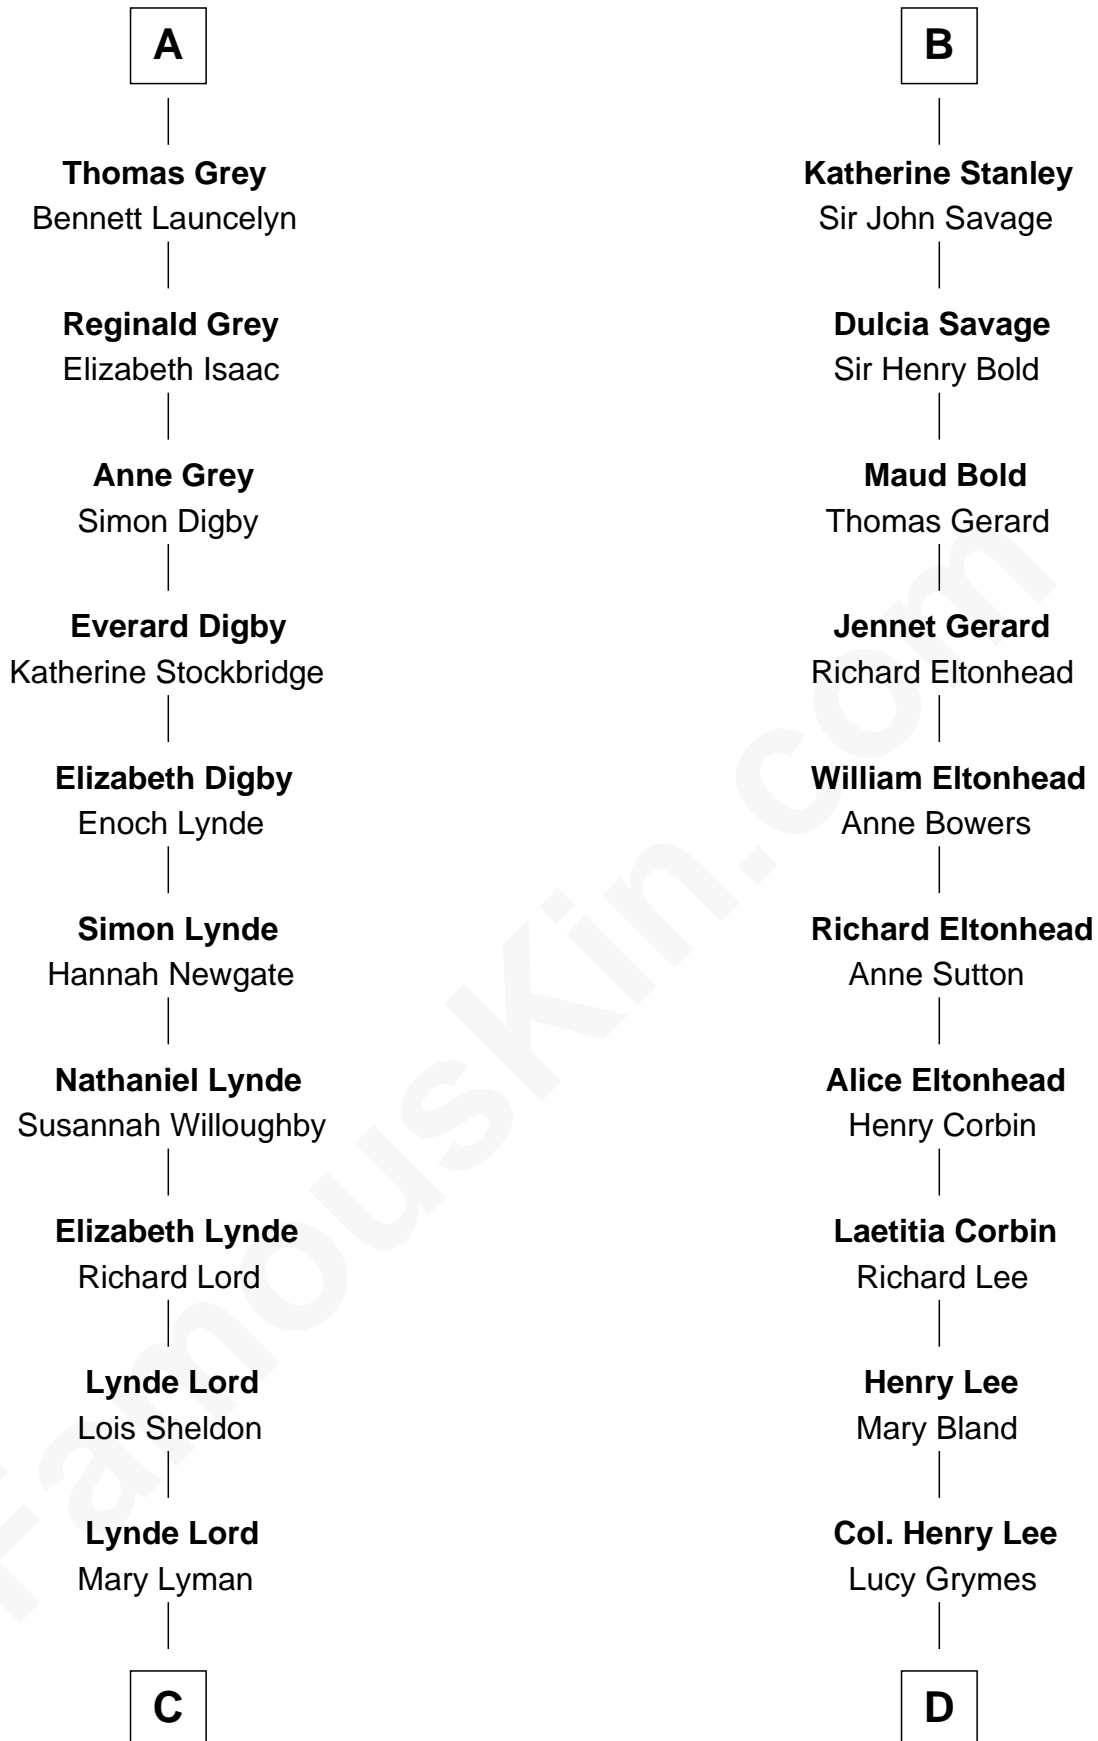 A
Thomas Grey
Bennett Launcelyn
Reginald Grey
Elizabeth Isaac
Anne Grey
Simon Digby
Everard Digby
Katherine Stockbridge
Elizabeth Digby
Enoch Lynde
Simon Lynde
Hannah Newgate
Nathaniel Lynde
Susannah Willoughby
Elizabeth Lynde
Richard Lord
Lynde Lord
Lois Sheldon
Lynde Lord
Mary Lyman
C
B
Katherine Stanley
Sir John Savage
Dulcia Savage
Sir Henry Bold
Maud Bold
Thomas Gerard
Jennet Gerard
Richard Eltonhead
William Eltonhead
Anne Bowers
Richard Eltonhead
Anne Sutton
Alice Eltonhead
Henry Corbin
Laetitia Corbin
Richard Lee
Henry Lee
Mary Bland
Col. Henry Lee
Lucy Grymes
D
FamousKin.com